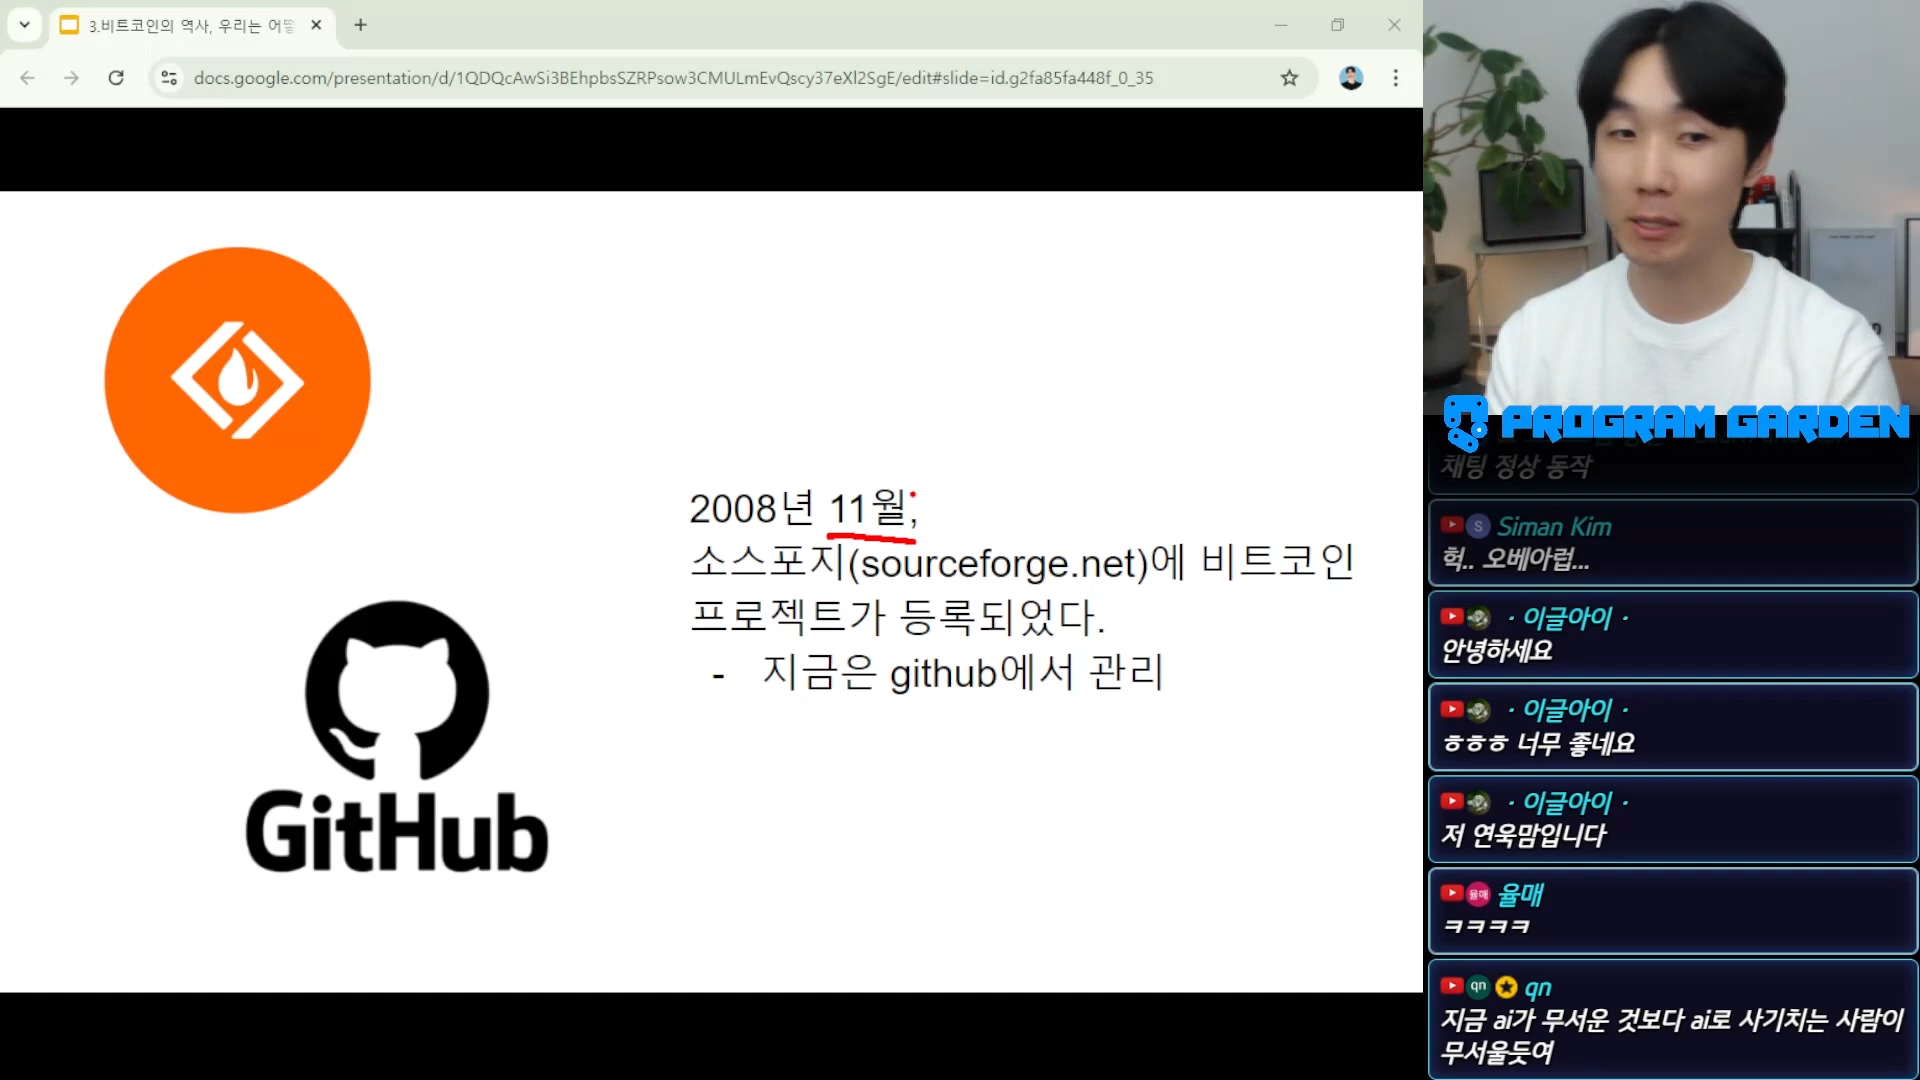 3.비트코인의 역사, 우리는 어떻
docs.google.com/presentation/d/1QDQcAwSi3BEhpbsSZRPsow3CMULmEvQscy37eXl2SgE/edit#slide=id.g2fa85fa448f_0_35
2008년 11월,
소스포지(sourceforge.net)에 비트코인
프로젝트가 등록되었다.
- 지금은 github에서 관리
GitHub
PROGRAM GARDEN
채팅 정상 동작
S Siman Kim
헉.. 오베아럽...
· 이글아이 ·
안녕하세요
· 이글아이 ·
ㅎㅎㅎ 너무 좋네요
· 이글아이 ·
저 연욱맘입니다
율매 율매
ㅋㅋㅋㅋ
qn qn
지금 ai가 무서운 것보다 ai로 사기치는 사람이
무서울듯여